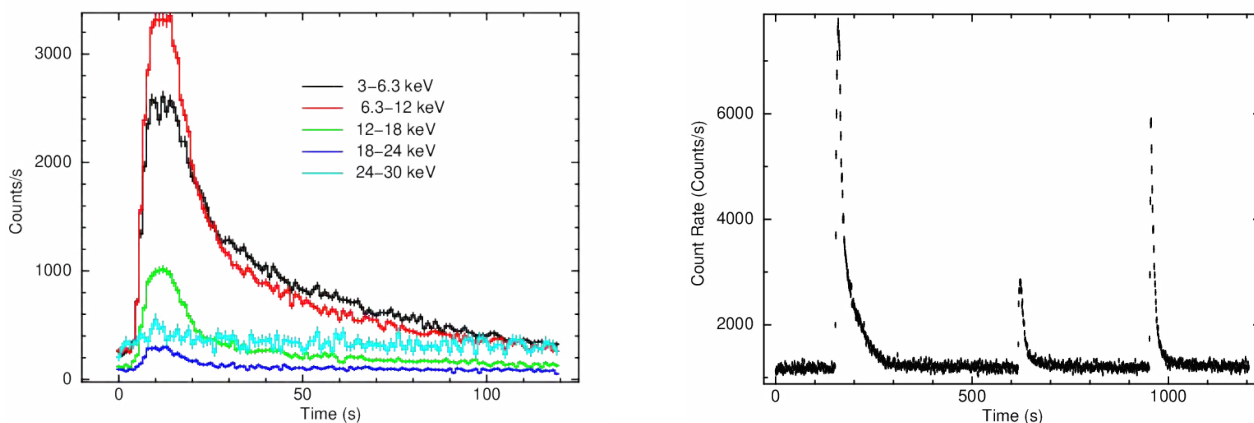 3000
2000
1000
0
Counts/s
3−6.3 keV
6.3−12 keV
12−18 keV
18−24 keV
24−30 keV
0
50
100
Time (s)
8000
6000
4000
2000
Count Rate (Counts/s)
0
500
1000
Time (s)